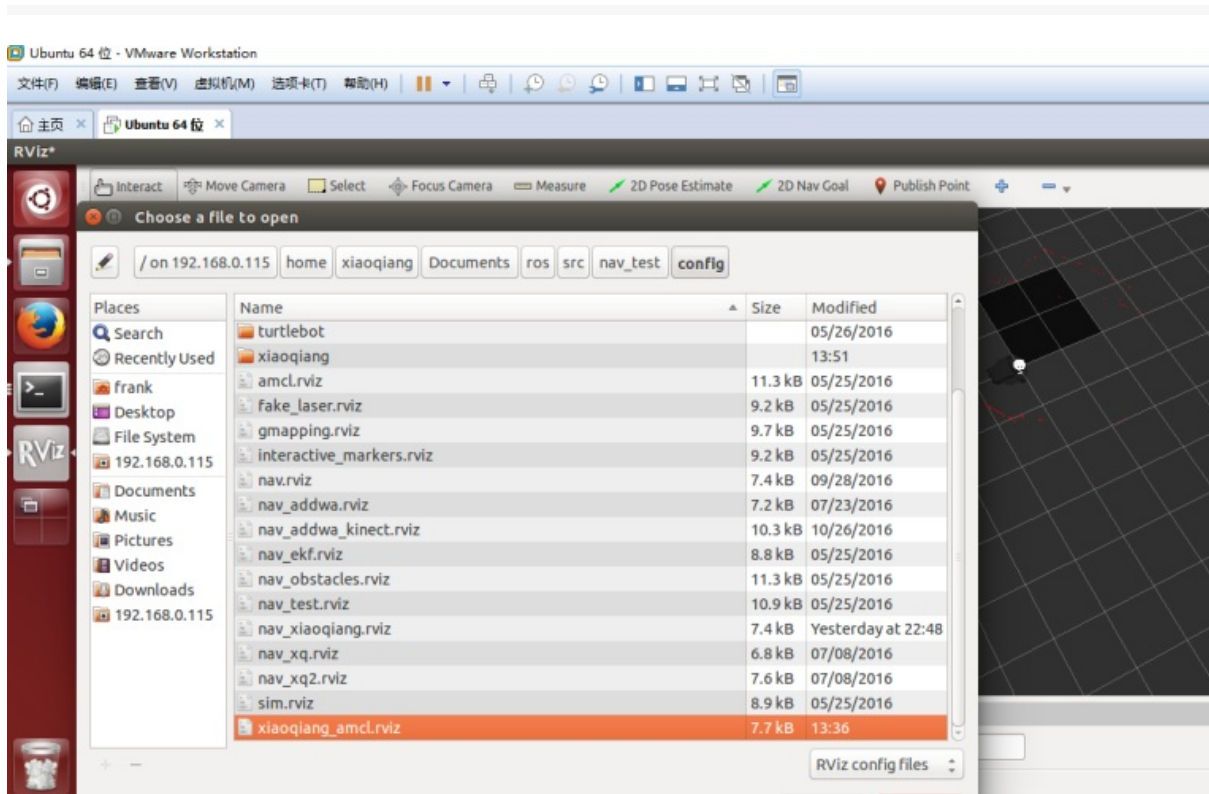 Ubuntu 64 位 - VMware Workstation
文件(F) 编辑(E) 查看(V) 虚拟机(M) 选项卡(T) 帮助(H)
主页 × Ubuntu 64 位 ×
RViz*
Interact Move Camera Select Focus Camera Measure 2D Pose Estimate 2D Nav Goal Publish Point
Choose a file to open
/ on 192.168.0.115 home xiaoqiang Documents ros src nav_test config
Places Name Size Modified
Search turtlebot 05/26/2016
Recently Used xiaoqiang 13:51
frank amcl.rviz 11.3 kB 05/25/2016
Desktop fake_laser.rviz 9.2 kB 05/25/2016
File System gmapping.rviz 9.7 kB 05/25/2016
192.168.0.115 interactive_markers.rviz 9.2 kB 05/25/2016
RViz
nav.rviz 7.4 kB 09/28/2016
Documents nav_addwa.rviz 7.2 kB 07/23/2016
Music nav_addwa_kinect.rviz 10.3 kB 10/26/2016
Pictures nav_ekf.rviz 8.8 kB 05/25/2016
Videos nav_obstacles.rviz 11.3 kB 05/25/2016
Downloads nav_test.rviz 10.9 kB 05/25/2016
192.168.0.115 nav_xiaoqiang.rviz 7.4 kB Yesterday at 22:48
nav_xq.rviz 6.8 kB 07/08/2016
nav_xq2.rviz 7.6 kB 07/08/2016
sim.rviz 8.9 kB 05/25/2016
xiaoqiang_amcl.rviz 7.7 kB 13:36
RViz config files